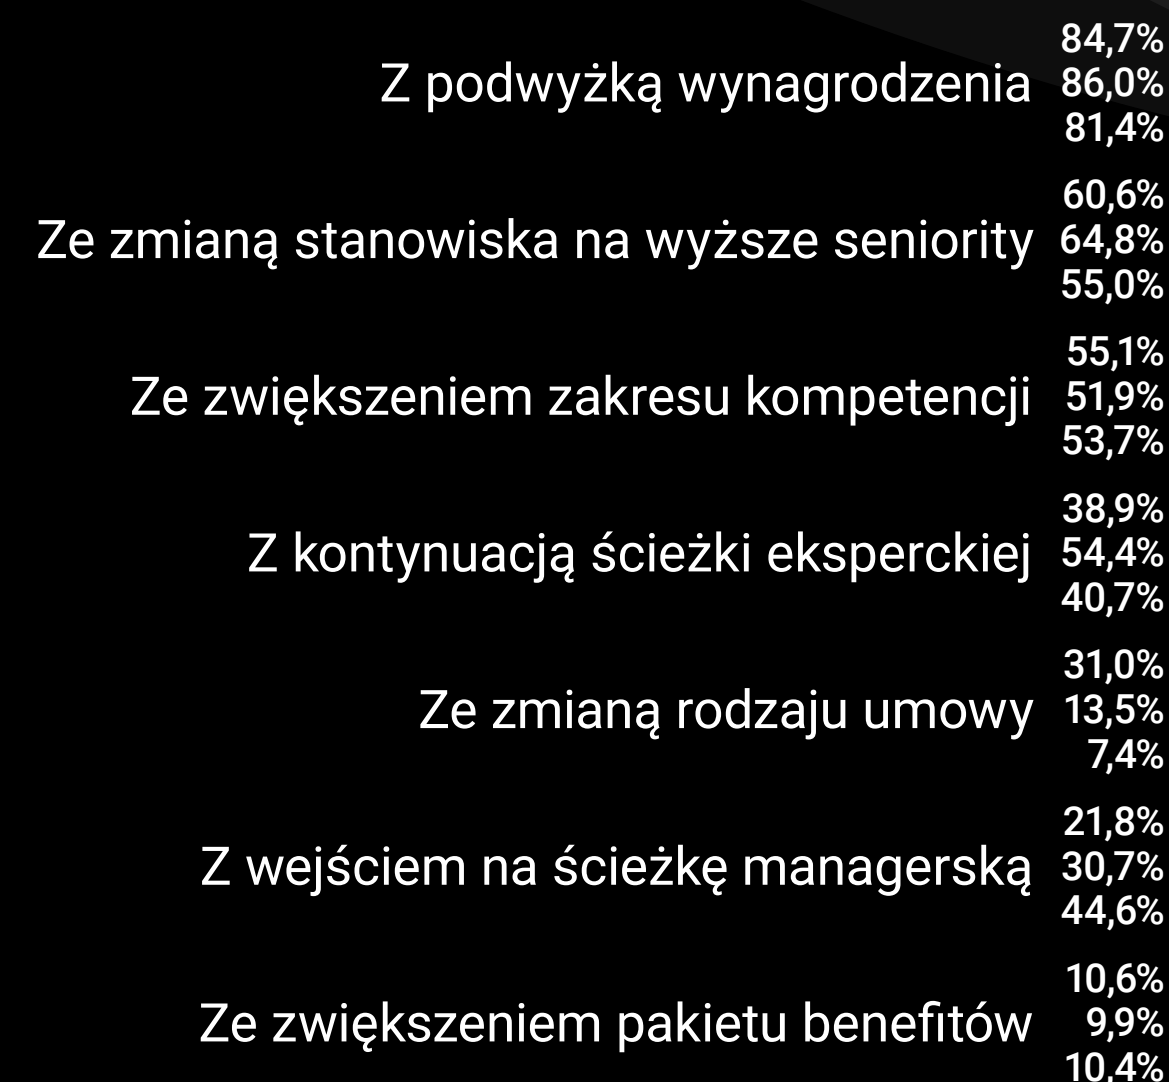 84,7%
Z podwyżką wynagrodzenia 86,0%
81,4%
60,6%
Ze zmianą stanowiska na wyższe seniority 64,8%
55,0%
55,1%
Ze zwiększeniem zakresu kompetencji 51,9%
53,7%
38,9%
Z kontynuacją ścieżki eksperckiej 54,4%
40,7%
31,0%
Ze zmianą rodzaju umowy 13,5%
7,4%
21,8%
Z wejściem na ścieżkę managerską 30,7%
44,6%
10,6%
Ze zwiększeniem pakietu benefitów 9,9%
10,4%